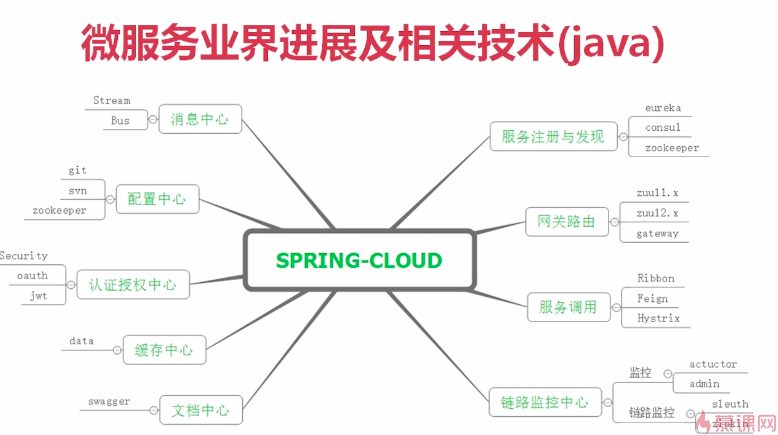 微服务业界进展及相关技术(java)
Stream
Bus
消息中心
git
svn
zookeeper
配置中心
Security
oauth
jwt
认证授权中心
data
缓存中心
swagger
文档中心
SPRING-CLOUD
服务注册与发现
eureka
consul
zookeeper
网关路由
zuul1.x
zuul2.x
gateway
服务调用
Ribbon
Feign
Hystrix
链路监控中心
监控
actuctor
admin
链路监控
sleuth
zipkin
慕课网